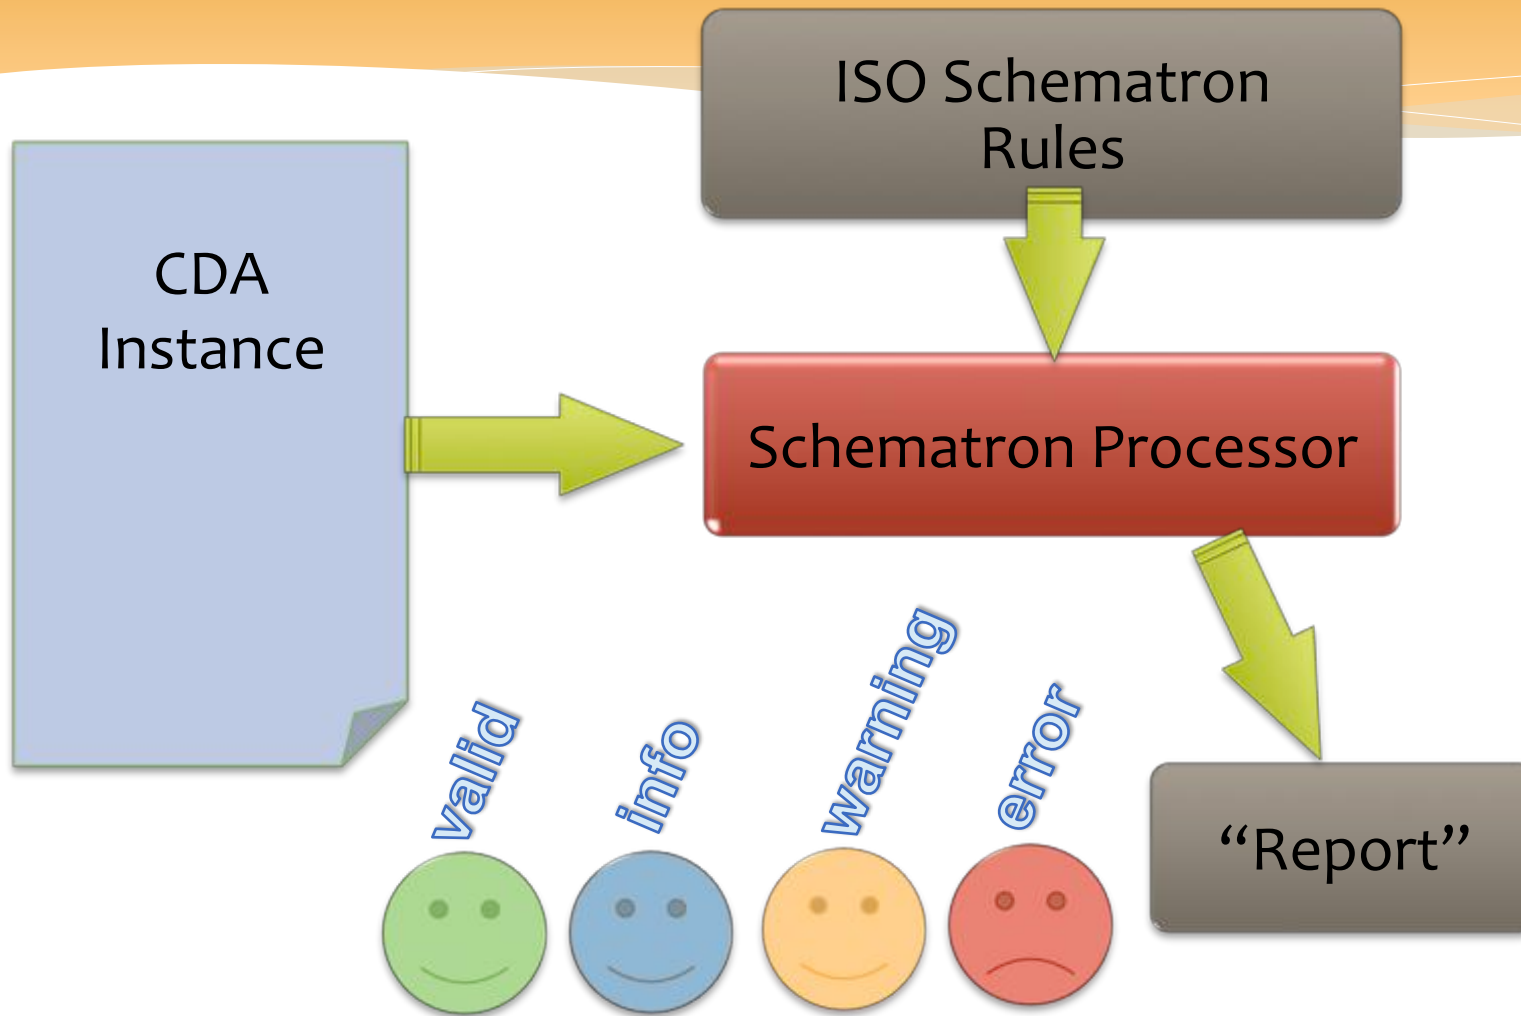 ISO Schematron
Rules
CDA
Instance
Schematron Processor
valid
info
warning
error
“Report”